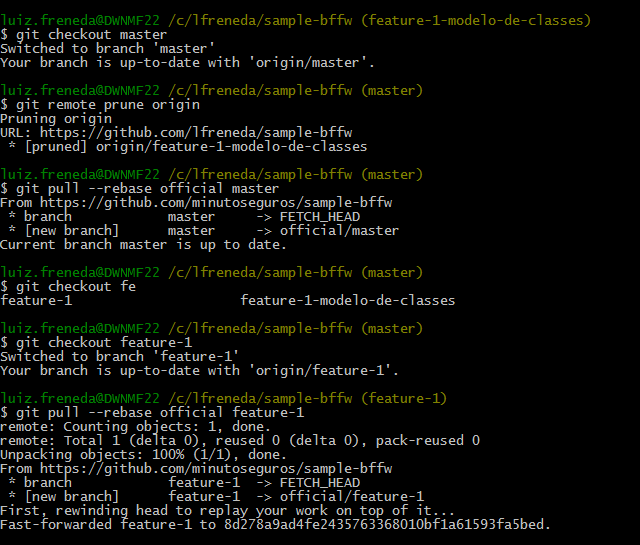 luiz.freneda@DWNMF22 /c/lfreneda/sample-bffw (feature-1-modelo-de-classes)
$ git checkout master
Switched to branch 'master'
Your branch is up-to-date with 'origin/master'.

luiz.freneda@DWNMF22 /c/lfreneda/sample-bffw (master)
$ git remote prune origin
Pruning origin
URL: https://github.com/lfreneda/sample-bffw
 * [pruned] origin/feature-1-modelo-de-classes

luiz.freneda@DWNMF22 /c/lfreneda/sample-bffw (master)
$ git pull --rebase official master
From https://github.com/minutoseguros/sample-bffw
 * branch            master     -> FETCH_HEAD
 * [new branch]      master     -> official/master
Current branch master is up to date.

luiz.freneda@DWNMF22 /c/lfreneda/sample-bffw (master)
$ git checkout fe
feature-1                     feature-1-modelo-de-classes

luiz.freneda@DWNMF22 /c/lfreneda/sample-bffw (master)
$ git checkout feature-1
Switched to branch 'feature-1'
Your branch is up-to-date with 'origin/feature-1'.

luiz.freneda@DWNMF22 /c/lfreneda/sample-bffw (feature-1)
$ git pull --rebase official feature-1
remote: Counting objects: 1, done.
remote: Total 1 (delta 0), reused 0 (delta 0), pack-reused 0
Unpacking objects: 100% (1/1), done.
From https://github.com/minutoseguros/sample-bffw
 * branch            feature-1  -> FETCH_HEAD
 * [new branch]      feature-1  -> official/feature-1
First, rewinding head to replay your work on top of it...
Fast-forwarded feature-1 to 8d278a9ad4fe2435763368010bf1a61593fa5bed.